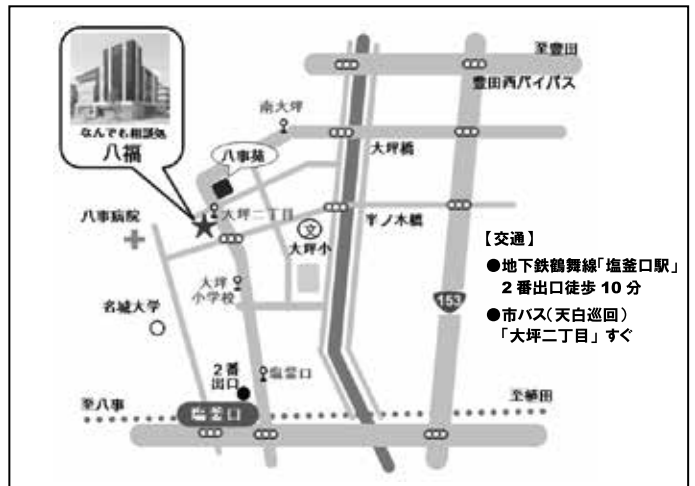 至豊田
豊田西バイパス
南大坪
なんでも相談処
八福
八事苑
大坪橋
八事病院
大坪二丁目
文
大坪小
【交通】
●地下鉄鶴舞線「塩釜口駅」
2番出口徒歩10分
●市バス(天白巡回)
「大坪二丁目」すぐ
大坪
小学校
153
名城大学
2番
出口
塩釜口
至八事
至植田
塩釜口